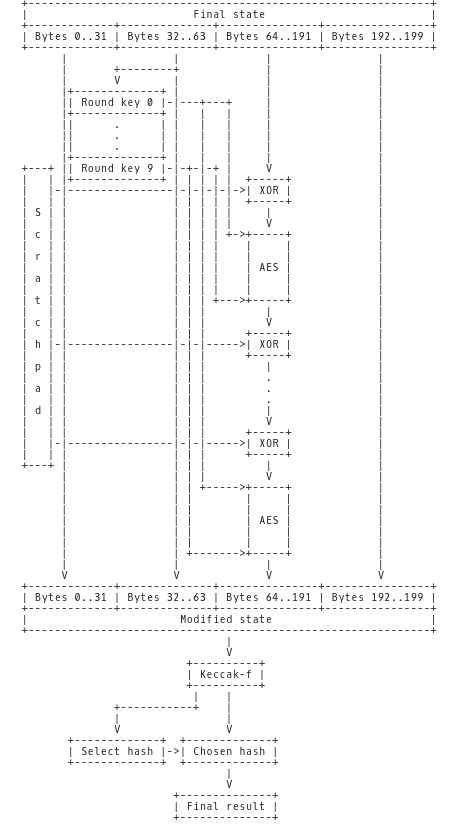 Final state
Bytes 0..31 | Bytes 32..63 | Bytes 64..191 | Bytes 192..199
V
Round key 0
.
.
.
Round key 9
V
XOR
S
V
c
r
AES
a
t
c
V
h
XOR
p
.
a
.
d
.
V
XOR
V
AES
V V V V
Bytes 0..31 | Bytes 32..63 | Bytes 64..191 | Bytes 192..199
Modified state
V
Keccak-f
V V
Select hash |->| Chosen hash
V
Final result